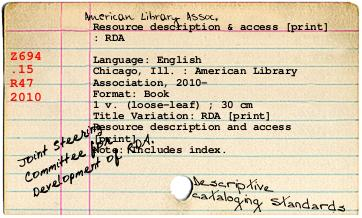 American Library Assoc.
Resource description & access [print]
: RDA
Z694
.15
R47
2010
Language: English
Chicago, Ill. : American Library
Association, 2010-
Format: Book
1 v. (loose-leaf) ; 30 cm
Title Variation: RDA [print]
Resource description and access
[print]
Note: Includes index.
Joint Steering
Committee for
Development of RDA.
Descriptive
cataloging standards